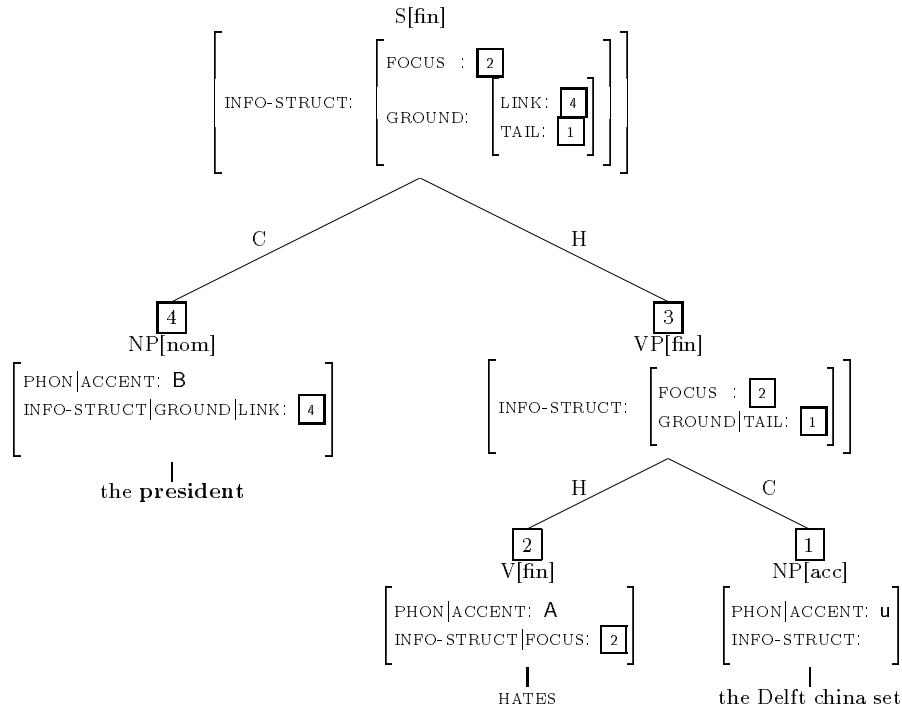 S[fin]
FOCUS : 2
INFO-STRUCT:
LINK: 4
GROUND:
TAIL: 1
C H
4 3
NP[nom] VP[fin]
PHON|ACCENT: B
INFO-STRUCT|GROUND|LINK: 4
FOCUS : 2
INFO-STRUCT:
GROUND|TAIL: 1
the president
H C
2 1
V[fin] NP[acc]
PHON|ACCENT: A PHON|ACCENT: u
INFO-STRUCT|FOCUS: 2 INFO-STRUCT:
HATES the Delft china set